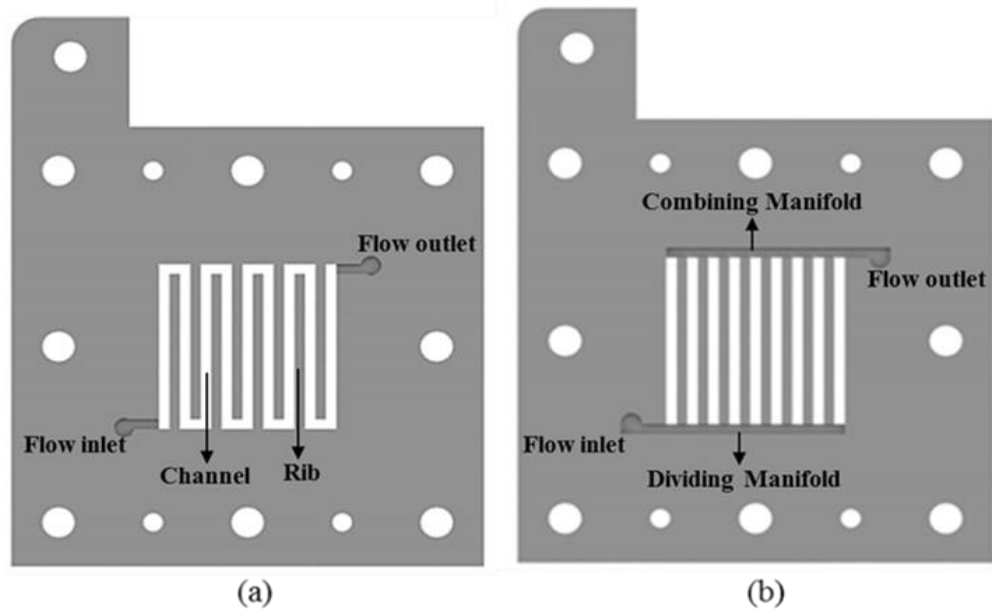 Flow outlet
Flow inlet
Channel
Rib
(a)
Combining Manifold
Flow outlet
Flow inlet
Dividing Manifold
(b)